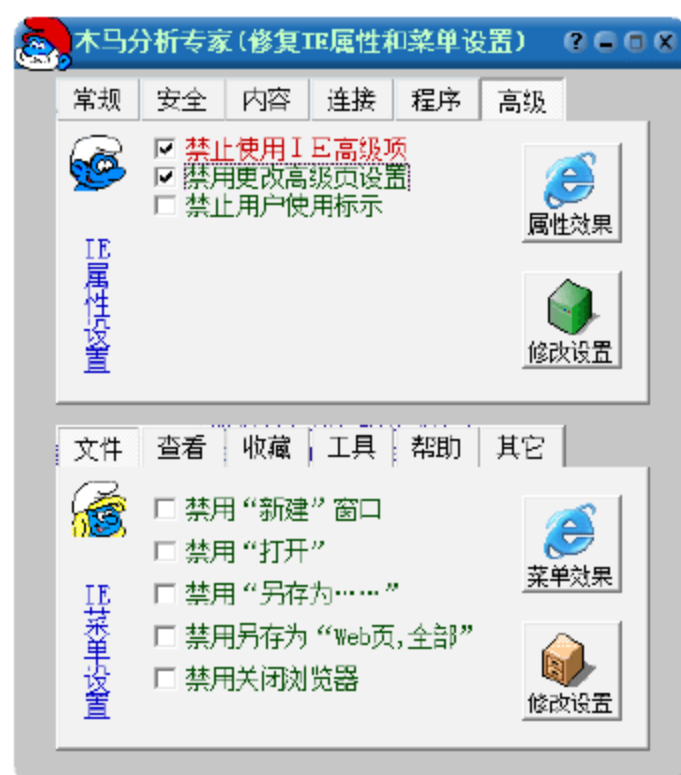 木马分析专家(修复IE属性和菜单设置)
常规 安全 内容 连接 程序 高级
禁止使用IE高级项
禁用更改高级页设置
禁止用户使用标示
IE属性设置
属性效果
修改设置
文件 查看 收藏 工具 帮助 其它
禁用“新建”窗口
禁用“打开”
禁用“另存为……”
禁用另存为“Web页,全部”
禁用关闭浏览器
IE菜单设置
菜单效果
修改设置